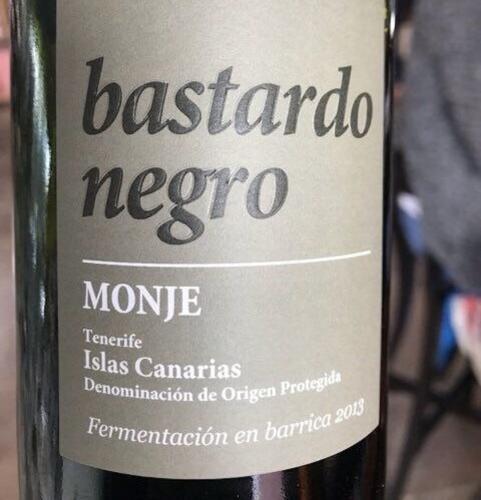 bastardo
negro
MONJE
Tenerife
Islas Canarias
Denominación de Origen Protegida
Fermentación en barrica 2013